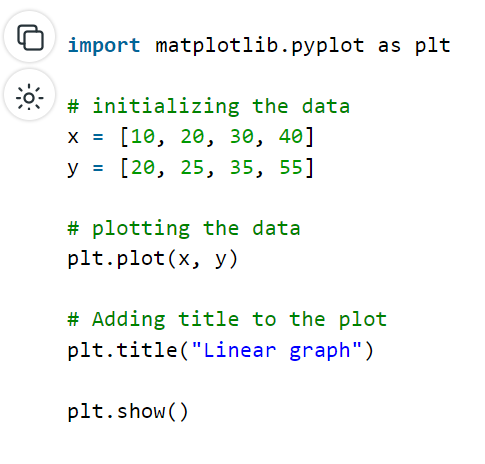 import matplotlib.pyplot as plt
# initializing the data
x = [10, 20, 30, 40]
y = [20, 25, 35, 55]
# plotting the data
plt.plot(x, y)
# Adding title to the plot
plt.title("Linear graph")
plt.show()